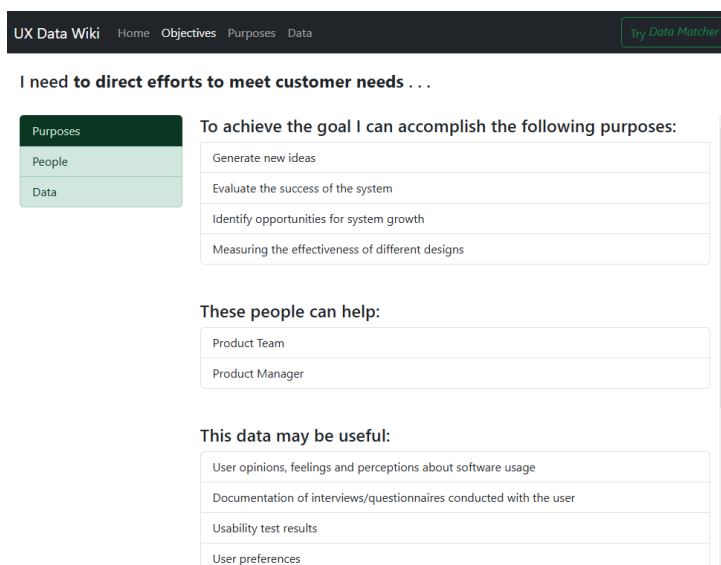 UX Data Wiki Home Objectives Purposes Data Try Data Matcher
I need to direct efforts to meet customer needs . . .
Purposes
People
Data
To achieve the goal I can accomplish the following purposes:
Generate new ideas
Evaluate the success of the system
Identify opportunities for system growth
Measuring the effectiveness of different designs
These people can help:
Product Team
Product Manager
This data may be useful:
User opinions, feelings and perceptions about software usage
Documentation of interviews/questionnaires conducted with the user
Usability test results
User preferences